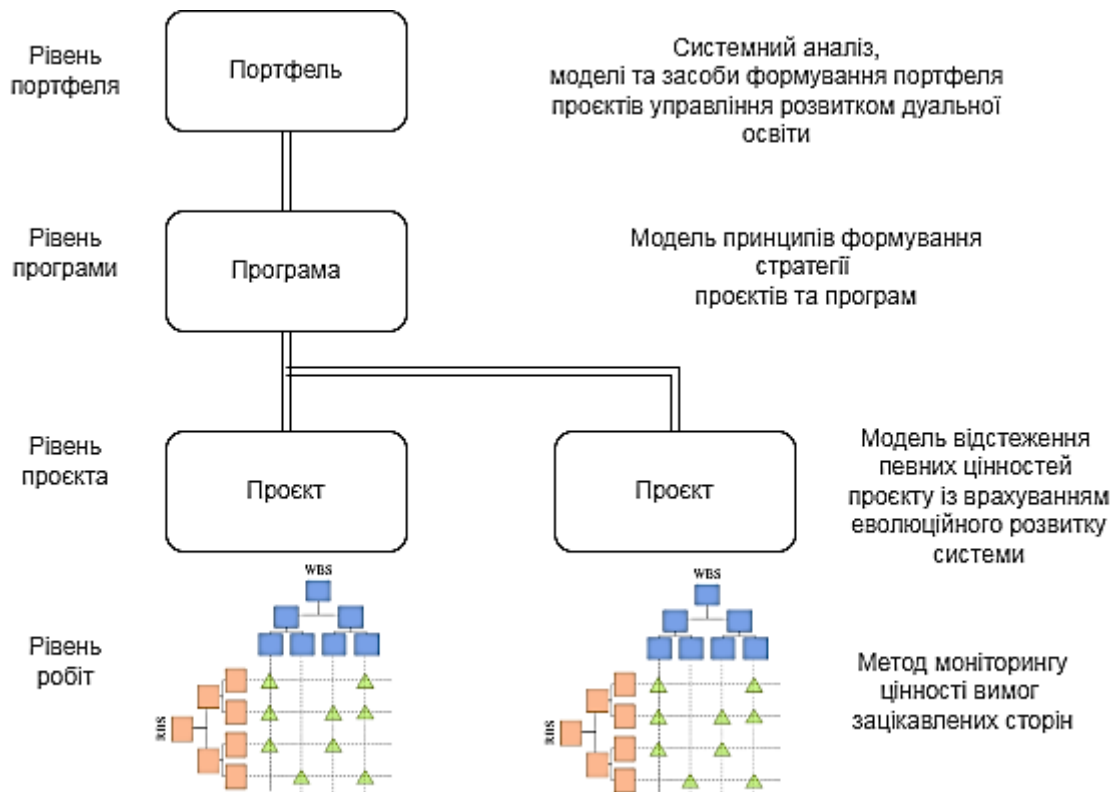 Рівень
портфеля
Портфель
Системний аналіз,
моделі та засоби формування портфеля
проєктів управління розвитком дуальної
освіти
Рівень
програми
Програма
Модель принципів формування
стратегії
проєктів та програм
Рівень
проєкта
Проєкт
Проєкт
Модель відстеження
певних цінностей
проєкту із врахуванням
еволюційного розвитку
системи
WBS
WBS
Рівень
робіт
RBS
RBS
Метод моніторингу
цінності вимог
зацікавлених сторін